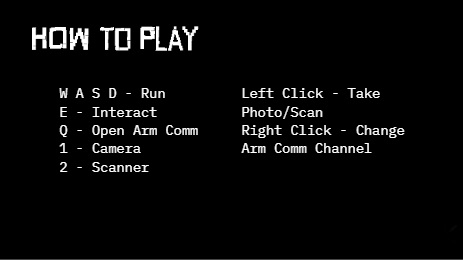 HOW TO PLAY
W A S D - Run
E - Interact
Q - Open Arm Comm
1 - Camera
2 - Scanner
Left Click - Take
Photo/Scan
Right Click - Change
Arm Comm Channel